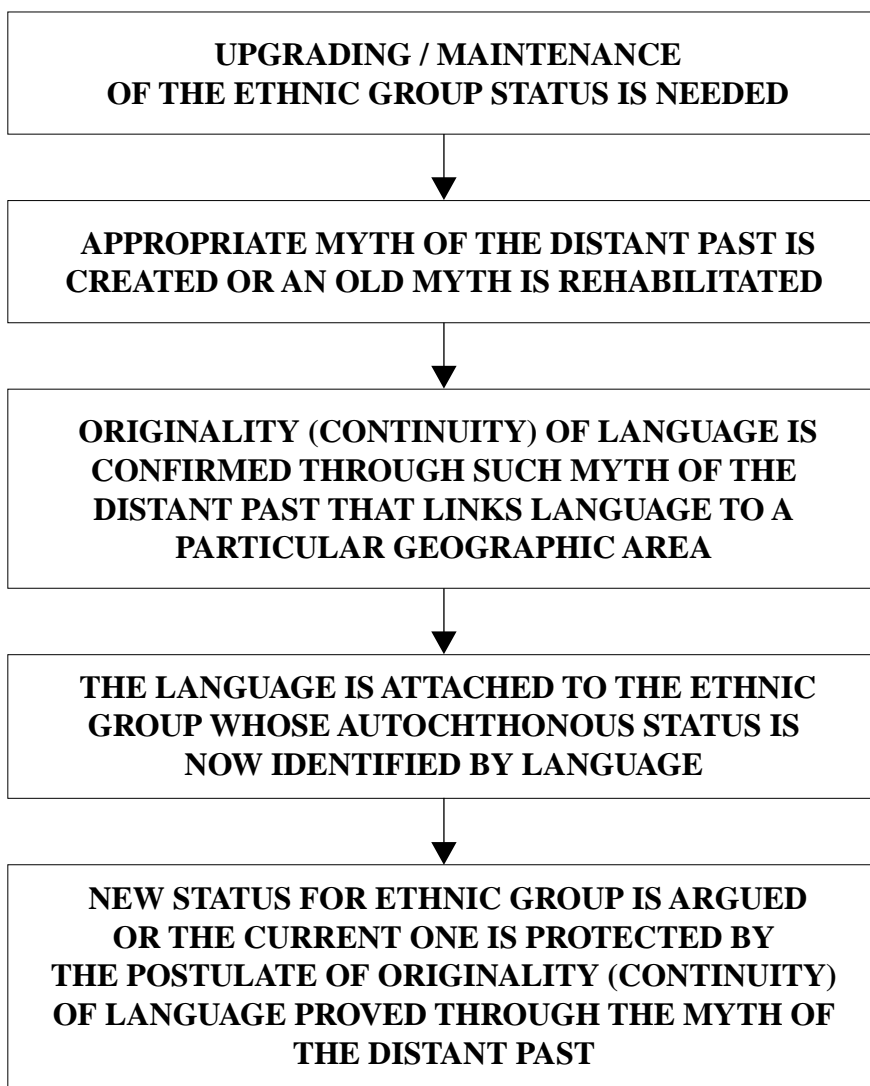 UPGRADING / MAINTENANCE
OF THE ETHNIC GROUP STATUS IS NEEDED
APPROPRIATE MYTH OF THE DISTANT PAST IS
CREATED OR AN OLD MYTH IS REHABILITATED
ORIGINALITY (CONTINUITY) OF LANGUAGE IS
CONFIRMED THROUGH SUCH MYTH OF THE
DISTANT PAST THAT LINKS LANGUAGE TO A
PARTICULAR GEOGRAPHIC AREA
THE LANGUAGE IS ATTACHED TO THE ETHNIC
GROUP WHOSE AUTOCHTHONOUS STATUS IS
NOW IDENTIFIED BY LANGUAGE
NEW STATUS FOR ETHNIC GROUP IS ARGUED
OR THE CURRENT ONE IS PROTECTED BY
THE POSTULATE OF ORIGINALITY (CONTINUITY)
OF LANGUAGE PROVED THROUGH THE MYTH OF
THE DISTANT PAST